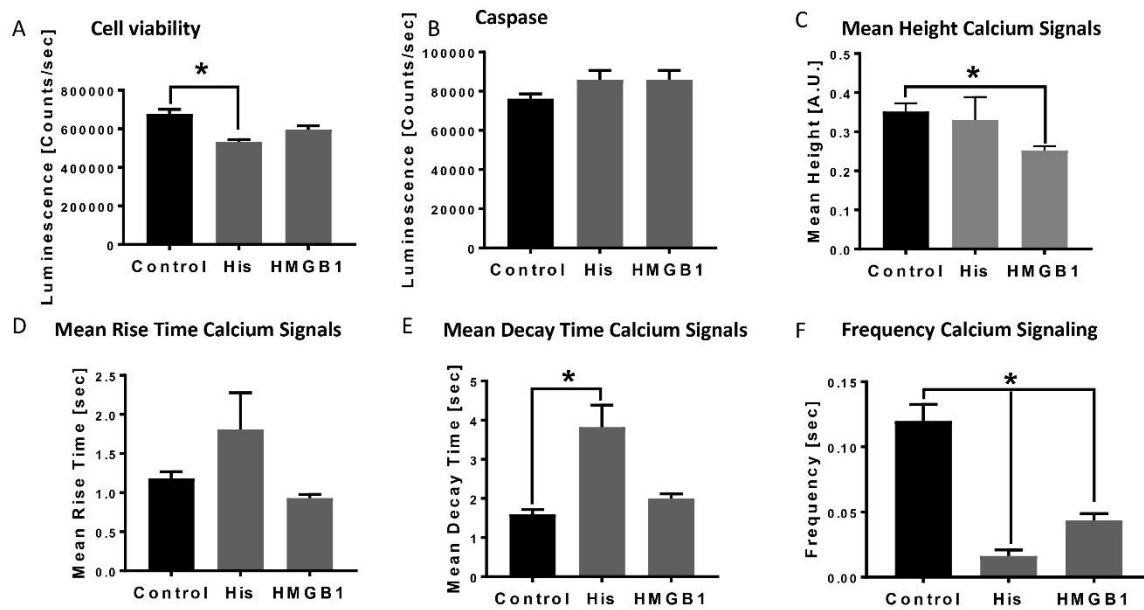 A Cell viability
Luminescence [Counts/sec]
800000
600000
400000
200000
0
*
Control His HMGB1
B Caspase
Luminescence [Counts/sec]
100000
80000
60000
40000
20000
0
Control His HMGB1
C Mean Height Calcium Signals
Mean Height [A.U.]
0.5
0.4
0.3
0.2
0.1
0.0
*
Control His HMGB1
D Mean Rise Time Calcium Signals
Mean Rise Time [sec]
2.5
2.0
1.5
1.0
0.5
0.0
Control His HMGB1
E Mean Decay Time Calcium Signals
Mean Decay Time [sec]
5
4
3
2
1
0
*
Control His HMGB1
F Frequency Calcium Signaling
Frequency [sec]
0.15
0.10
0.05
0.00
*
Control His HMGB1